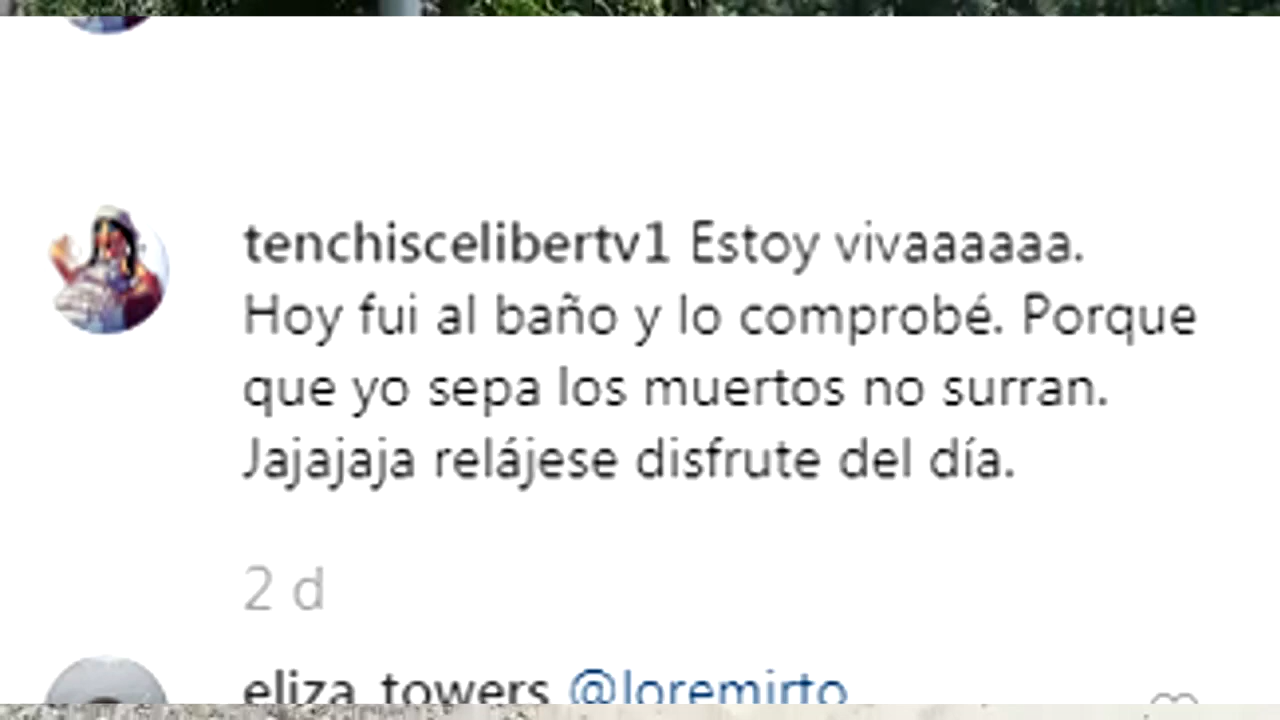 tenchiscelibertv1 Estoy vivaaaaaa.
Hoy fui al baño y lo comprobé. Porque
que yo sepa los muertos no surran.
Jajajaja relájese disfrute del día.
2 d
eliza_towers @loremirto